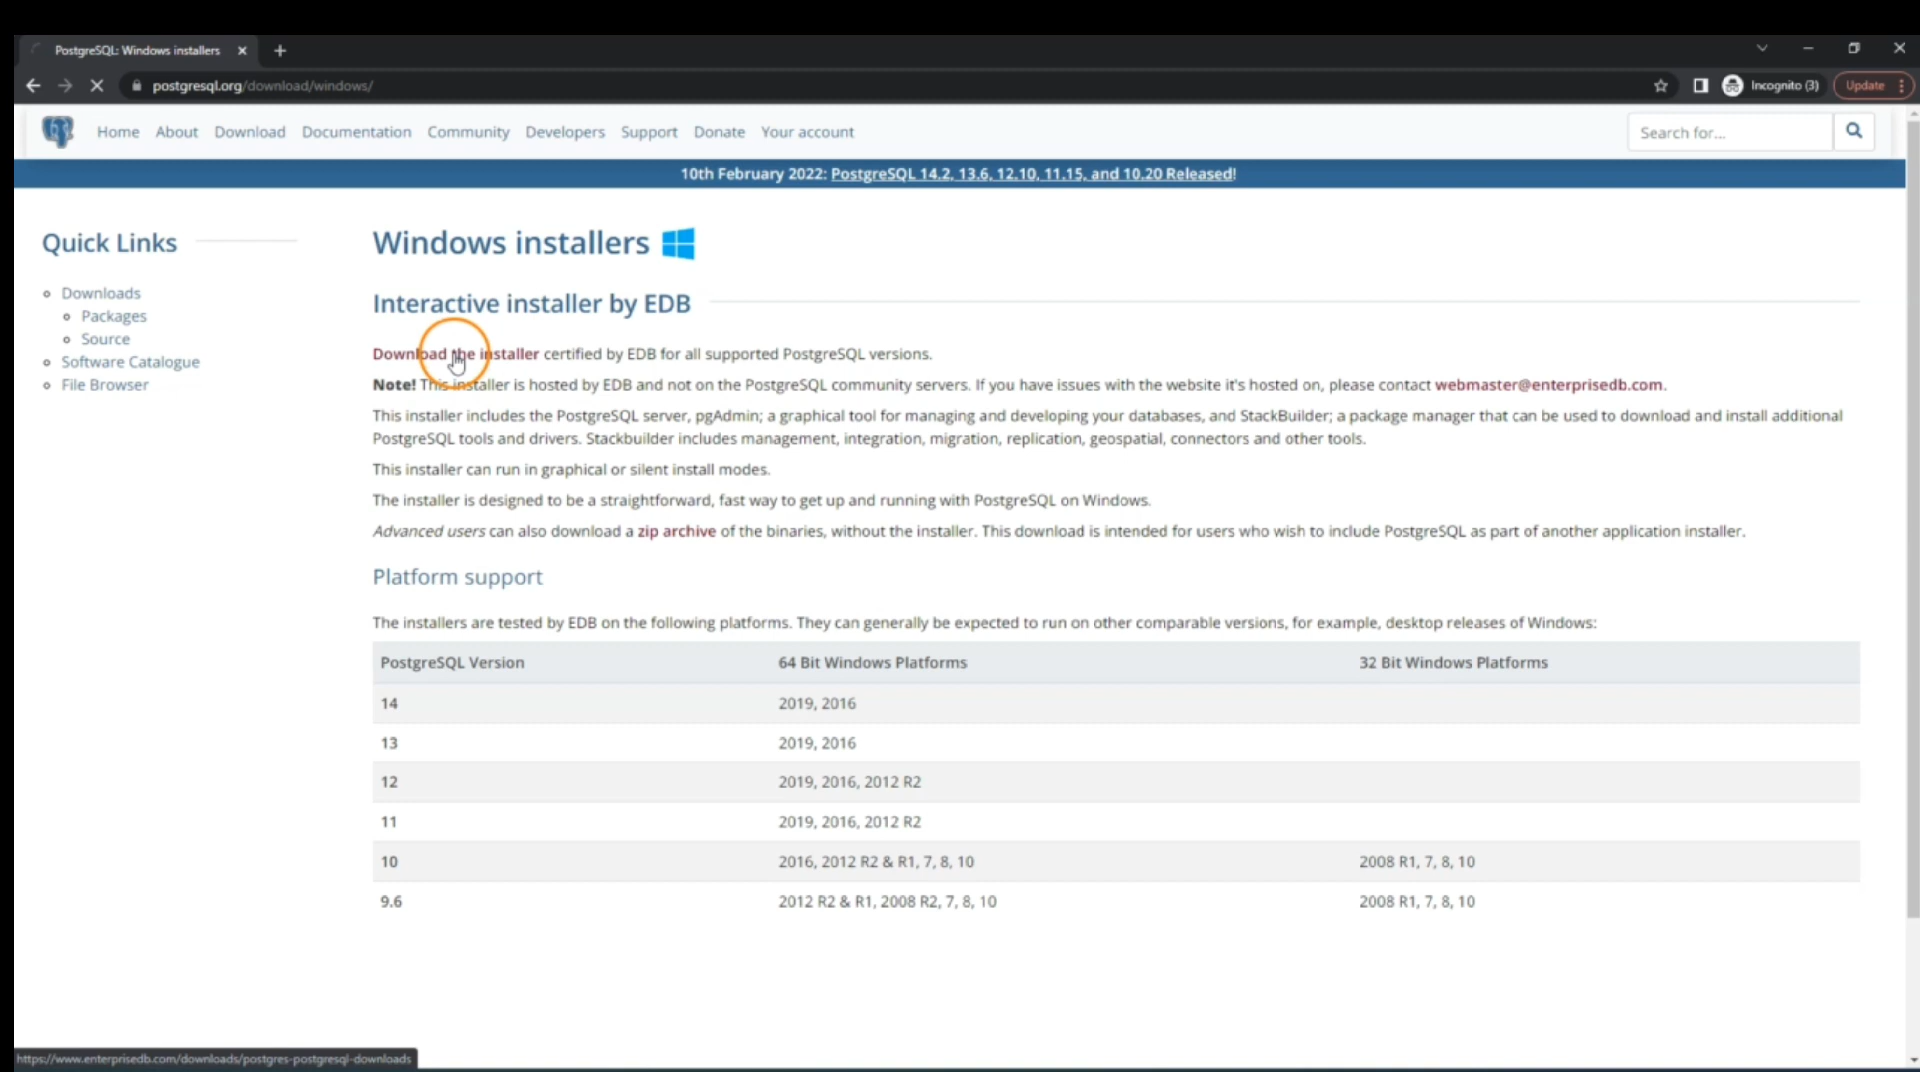 PostgreSQL: Windows installers
postgresql.org/download/windows/
Incognito (3)
Update
Home About Download Documentation Community Developers Support Donate Your account
Search for...
10th February 2022: PostgreSQL 14.2, 13.6, 12.10, 11.15, and 10.20 Released!
Quick Links
Downloads
Packages
Source
Software Catalogue
File Browser
Windows installers
Interactive installer by EDB
Download the installer certified by EDB for all supported PostgreSQL versions.
Note! This installer is hosted by EDB and not on the PostgreSQL community servers. If you have issues with the website it's hosted on, please contact webmaster@enterprisedb.com.
This installer includes the PostgreSQL server, pgAdmin; a graphical tool for managing and developing your databases, and StackBuilder; a package manager that can be used to download and install additional
PostgreSQL tools and drivers. Stackbuilder includes management, integration, migration, replication, geospatial, connectors and other tools.
This installer can run in graphical or silent install modes.
The installer is designed to be a straightforward, fast way to get up and running with PostgreSQL on Windows.
Advanced users can also download a zip archive of the binaries, without the installer. This download is intended for users who wish to include PostgreSQL as part of another application installer.
Platform support
The installers are tested by EDB on the following platforms. They can generally be expected to run on other comparable versions, for example, desktop releases of Windows:
PostgreSQL Version 64 Bit Windows Platforms 32 Bit Windows Platforms
14 2019, 2016
13 2019, 2016
12 2019, 2016, 2012 R2
11 2019, 2016, 2012 R2
10 2016, 2012 R2 & R1, 7, 8, 10 2008 R1, 7, 8, 10
9.6 2012 R2 & R1, 2008 R2, 7, 8, 10 2008 R1, 7, 8, 10
https://www.enterprisedb.com/downloads/postgres-postgresql-downloads